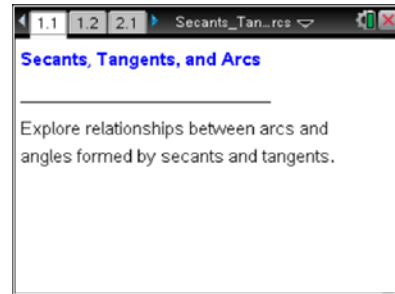 1.1 1.2 2.1 Secants_Tan...rcs
Secants, Tangents, and Arcs
Explore relationships between arcs and
angles formed by secants and tangents.